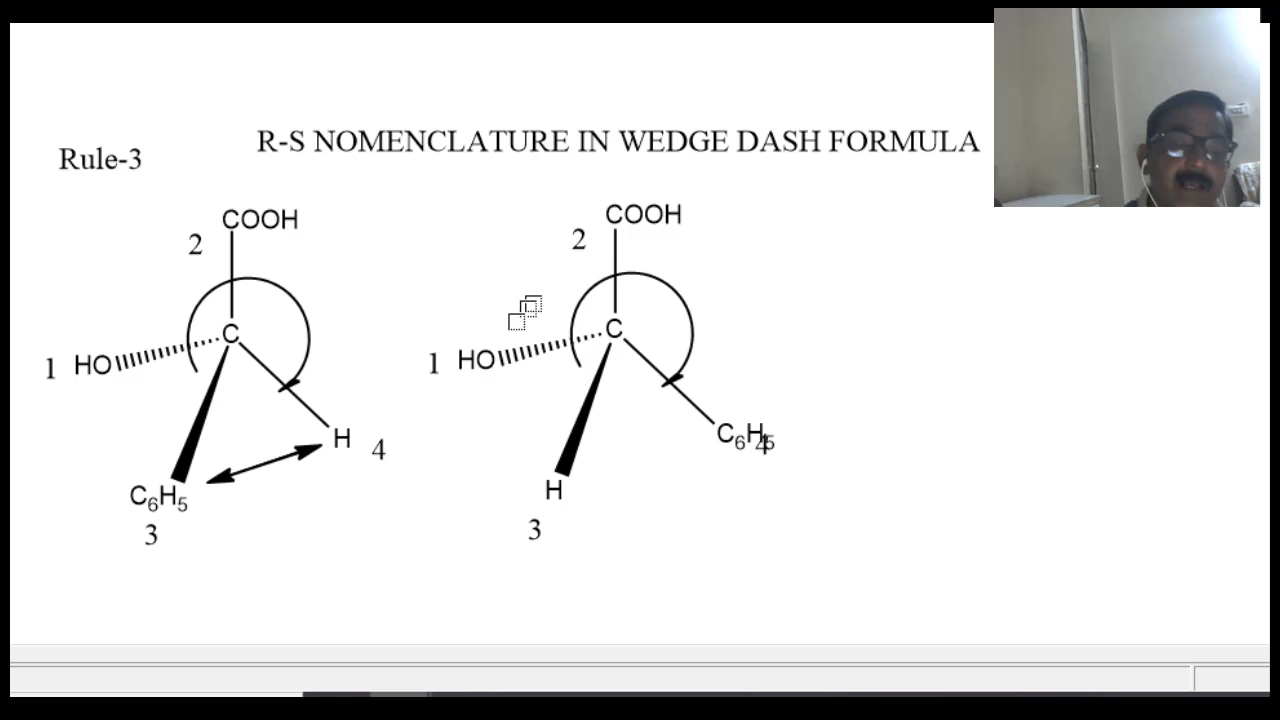 R-S NOMENCLATURE IN WEDGE DASH FORMULA
Rule-3
COOH
2
1 HO
C
H 4
C6H5
3
COOH
2
1 HO
C
C6H5
4
H
3